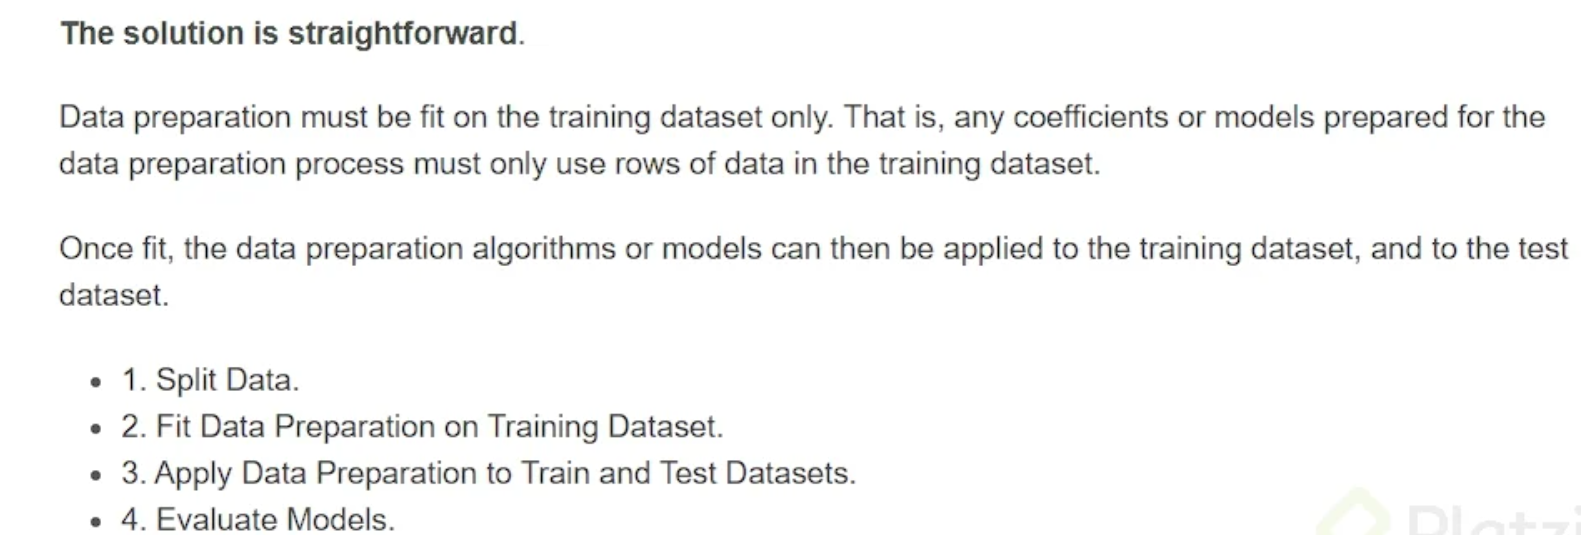 The solution is straightforward.
Data preparation must be fit on the training dataset only. That is, any coefficients or models prepared for the
data preparation process must only use rows of data in the training dataset.
Once fit, the data preparation algorithms or models can then be applied to the training dataset, and to the test
dataset.
• 1. Split Data.
• 2. Fit Data Preparation on Training Dataset.
• 3. Apply Data Preparation to Train and Test Datasets.
• 4. Evaluate Models.
Platzi